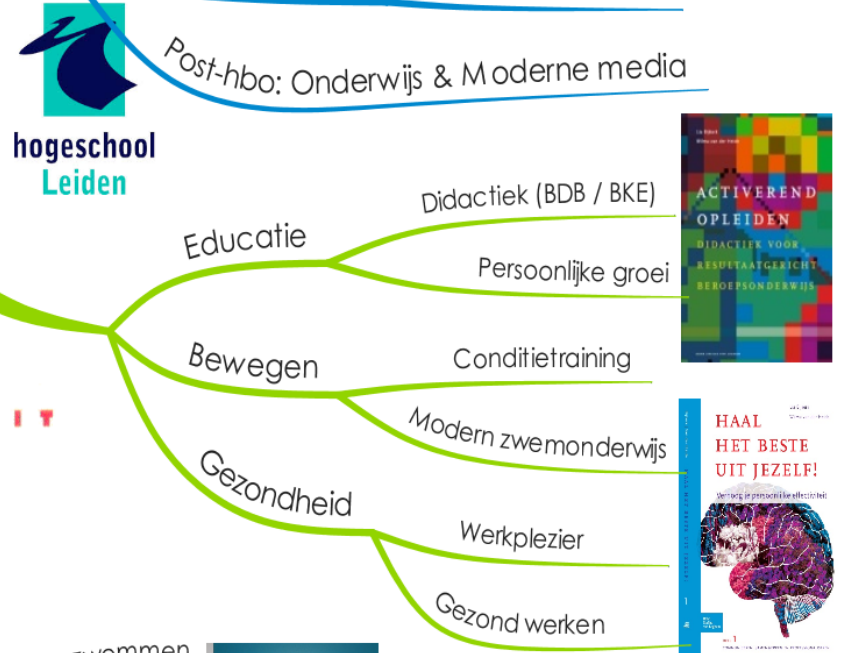 Post-hbo: Onderwijs & Moderne media
hogeschool
Leiden
Educatie
Didactiek (BDB / BKE)
Persoonlijke groei
ACTIVEREND
OPLEIDEN
DIDACTIEK VOOR
RESULTAATGERICHT
BEROEPSONDERWIJS
Bewegen
Conditietraining
Modern zwemonderwijs
I T
HAAL
HET BESTE
UIT JEZELF!
Verhoog je persoonlijke effectiviteit
Gezondheid
Werkplezier
Gezond werken